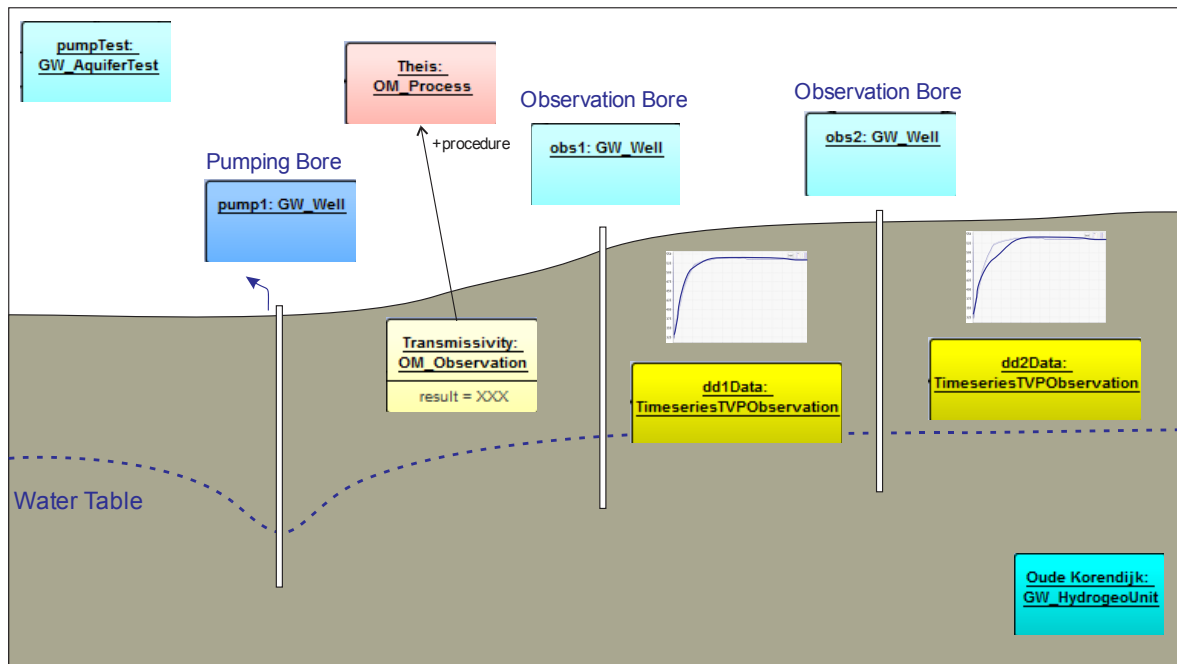 pumpTest:
GW_AquiferTest
Theis:
OM_Process
+procedure
Observation Bore
obs1: GW_Well
Observation Bore
obs2: GW_Well
Pumping Bore
pump1: GW_Well
Transmissivity:
OM_Observation
result = XXX
dd1Data:
TimeseriesTVPObservation
dd2Data:
TimeseriesTVPObservation
Water Table
Oude Korendijk:
GW_HydrogeoUnit